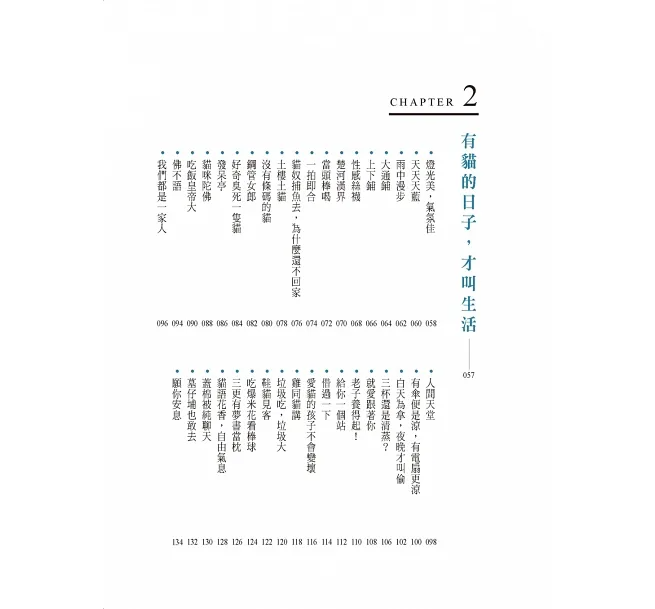 CHAPTER 2
有貓的日子，才叫生活 057
燈光美，氣氛佳 058
天天天藍 060
雨中漫步 062
大通鋪 064
上下鋪 066
性感絲襪 068
楚河漢界 070
當頭棒喝 072
一拍即合 074
貓奴捕魚去，為什麼還不回家 076
土樓土貓 078
沒有條碼的貓 080
鋼管女郎 082
好奇臭死一隻貓 084
發呆亭 086
貓咪陀佛 088
吃飯皇帝大 090
佛不語 094
我們都是一家人 096
人間天堂 098
有傘便是涼，有電扇更涼 100
白天為拿，夜晚才叫偷 102
三杯還是清蒸？ 106
就愛跟著你 108
老子養得起！ 110
給你一個站 112
借過一下 114
愛貓的孩子不會變壞 116
雞同貓講 118
垃圾吃，垃圾大 120
鞋貓見客 122
吃爆米花看棒球 124
三更有夢書當枕 126
貓語花香，自由氣息 128
蓋棉被純聊天 130
墓仔埔也敢去 132
願你安息 134